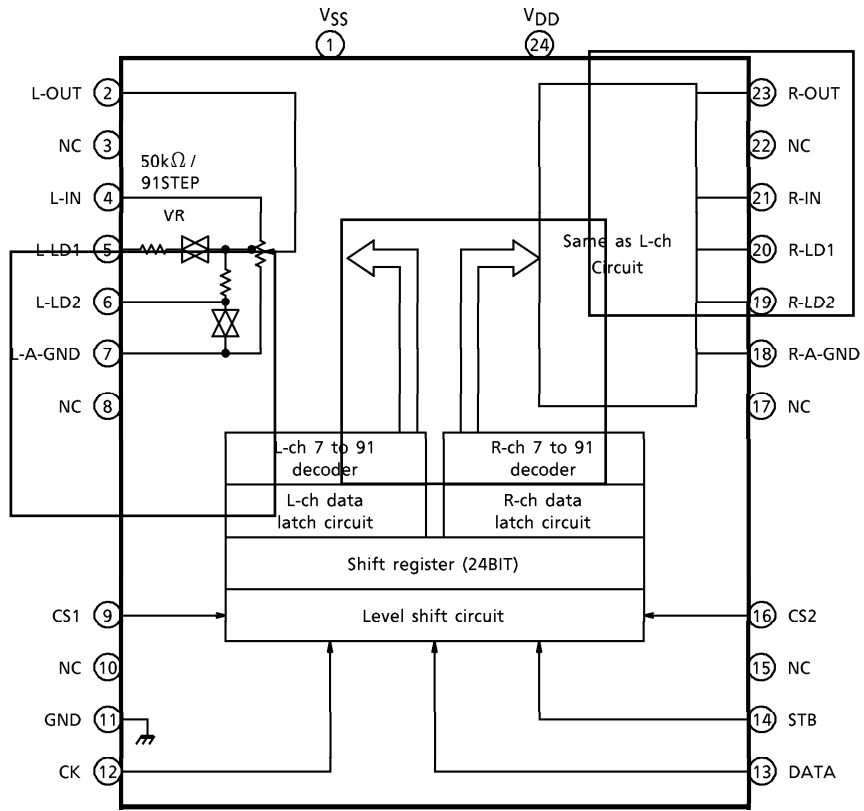 VSS
VDD
1
24
L-OUT 2
23 R-OUT
NC 3
22 NC
50kΩ /
91STEP
L-IN 4
21 R-IN
VR
L-LD1 5
20 R-LD1
Same as L-ch
Circuit
L-LD2 6
19 R-LD2
L-A-GND 7
18 R-A-GND
NC 8
17 NC
L-ch 7 to 91
decoder
R-ch 7 to 91
decoder
L-ch data
latch circuit
R-ch data
latch circuit
Shift register (24BIT)
CS1 9
Level shift circuit
16 CS2
NC 10
15 NC
GND 11
14 STB
CK 12
13 DATA